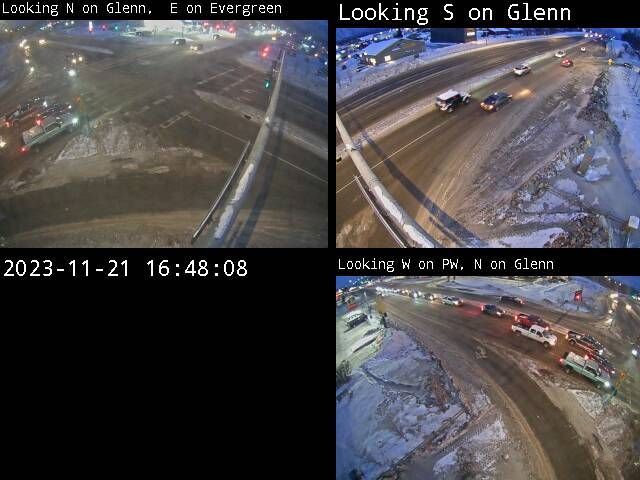 Looking N on Glenn,  E on Evergreen
Looking S on Glenn
2023-11-21 16:48:08
Looking W on PW, N on Glenn